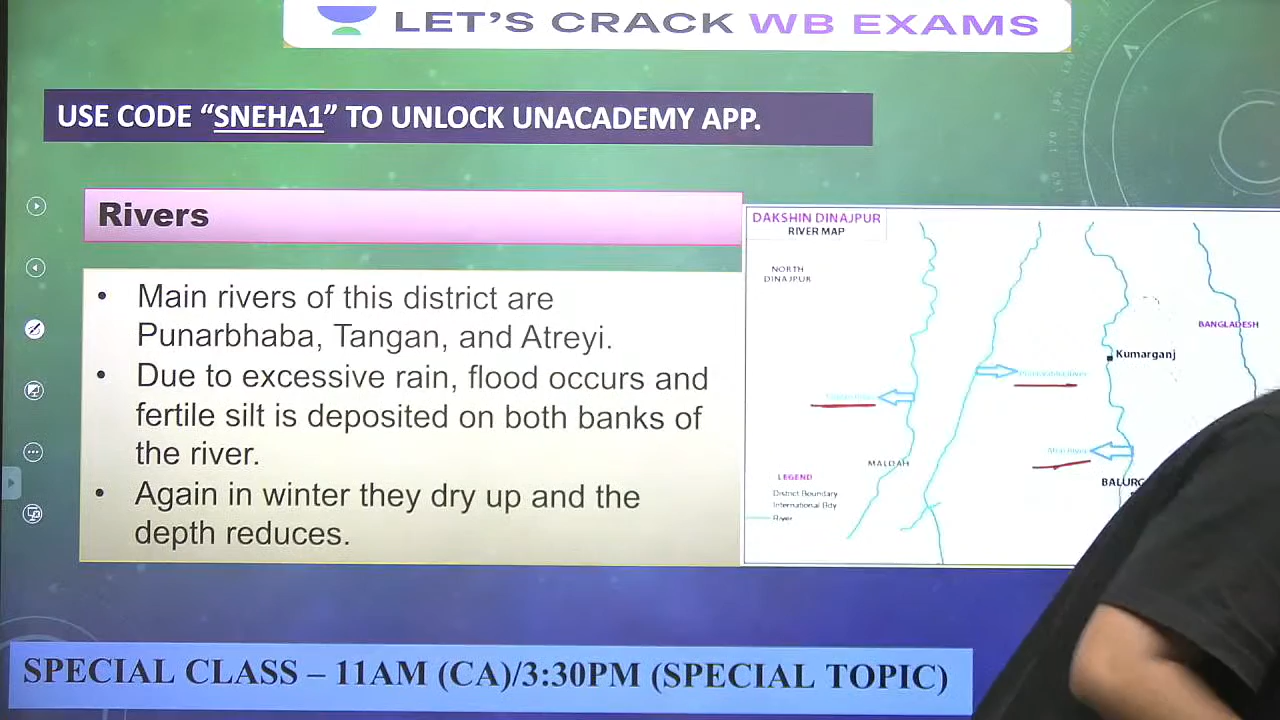 LET'S CRACK WB EXAMS
USE CODE “SNEHA1” TO UNLOCK UNACADEMY APP.
Rivers
• Main rivers of this district are
Punarbhaba, Tangan, and Atreyi.
• Due to excessive rain, flood occurs and
fertile silt is deposited on both banks of
the river.
• Again in winter they dry up and the
depth reduces.
DAKSHIN DINAJPUR
RIVER MAP
NORTH
DINAJPUR
BANGLADESH
Kumarganj
MALDAH
BALURG
LEGEND
District Boundary
International Bdy
River
SPECIAL CLASS – 11AM (CA)/3:30PM (SPECIAL TOPIC)